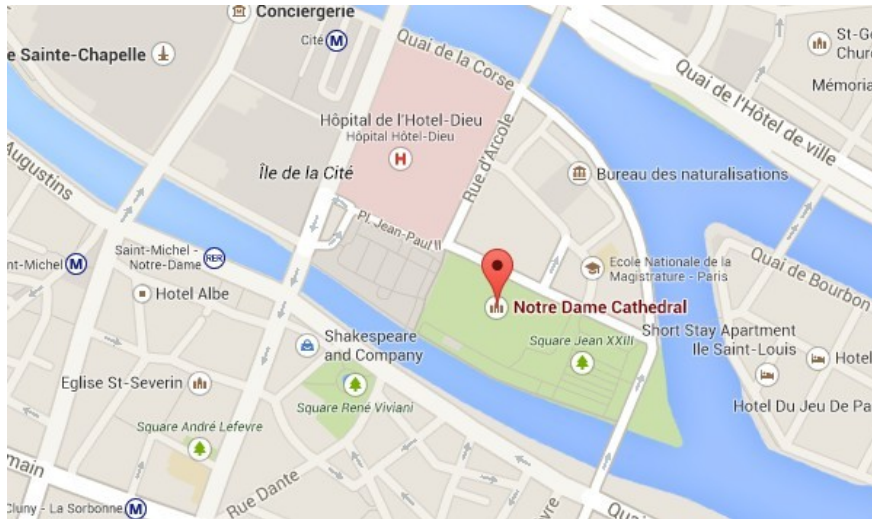 Conciergerie
e Sainte-Chapelle
Cité M
Quai de la Corse
Quai de l'Hôtel de ville
St-Ge
Churc
Mémoria
Hôpital de l'Hotel-Dieu
Hôpital Hôtel-Dieu
H
Île de la Cité
Rue d'Arcole
Bureau des naturalisations
Augustins
Pl. Jean-Paul II
Saint-Michel -
Notre-Dame
RER
nt-Michel M
Ecole Nationale de la
Magistrature - Paris
Quai de Bourbon
Hotel Albe
Notre Dame Cathedral
Shakespeare
and Company
Square Jean XXIII
Short Stay Apartment
Ile Saint-Louis
Hotel
Eglise St-Severin
Square René Viviani
Hotel Du Jeu De Pa
Square André Lefevre
main
Rue Dante
Cluny - La Sorbonne M
vre
Qua